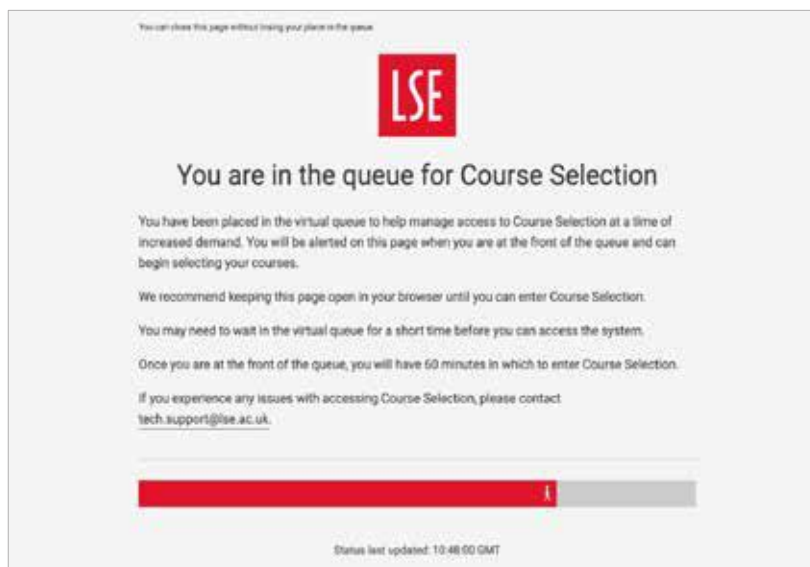 You can close this page without losing your place in the queue
LSE
You are in the queue for Course Selection
You have been placed in the virtual queue to help manage access to Course Selection at a time of
increased demand. You will be alerted on this page when you are at the front of the queue and can
begin selecting your courses.
We recommend keeping this page open in your browser until you can enter Course Selection.
You may need to wait in the virtual queue for a short time before you can access the system.
Once you are at the front of the queue, you will have 60 minutes in which to enter Course Selection.
If you experience any issues with accessing Course Selection, please contact
tech.support@lse.ac.uk.
Status last updated: 10:48:00 GMT